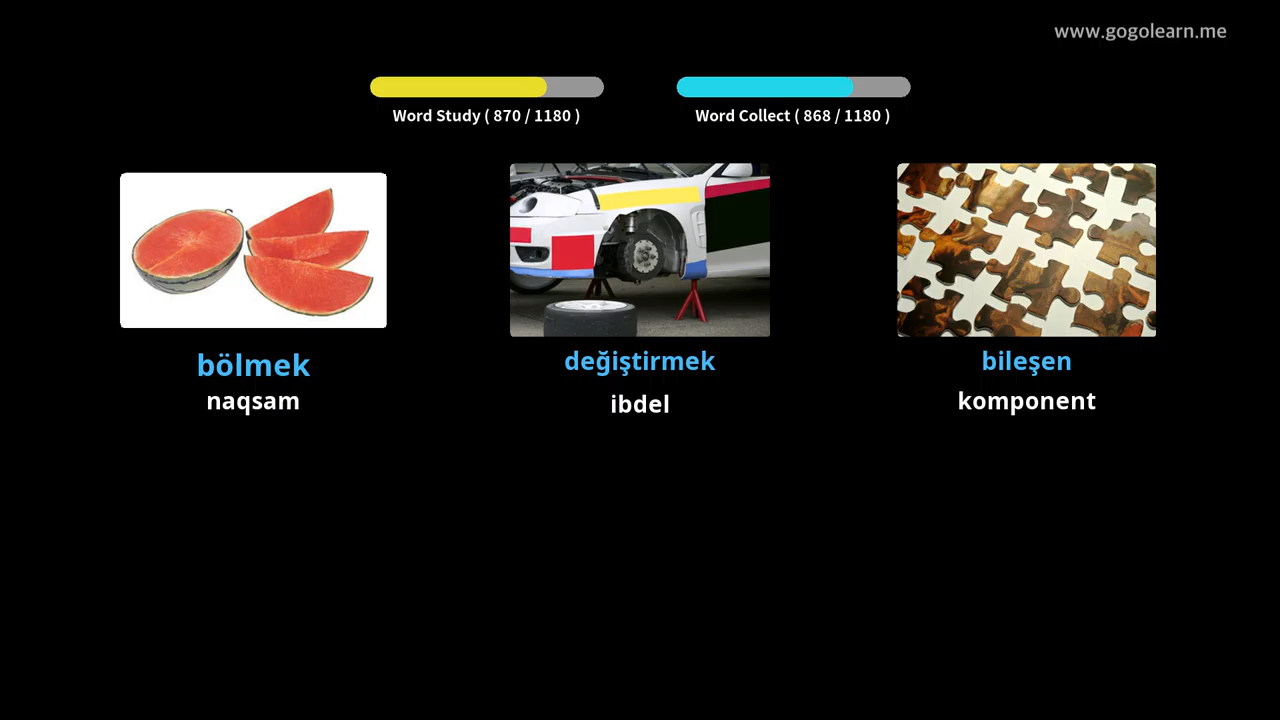 www.gogolearn.me
Word Study ( 870 / 1180 )
Word Collect ( 868 / 1180 )
bölmek
naqsam
değiştirmek
ibdel
bileşen
komponent